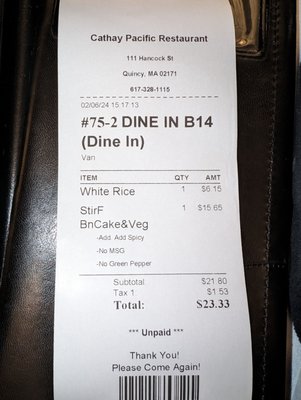 Cathay Pacific Restaurant
111 Hancock St
Quincy, MA 02171
617-328-1115
02/06/24 15:17:13
#75-2 DINE IN B14
(Dine In)
Van
ITEM QTY AMT
White Rice 1 $6.15
StirF 1 $15.65
BnCake&Veg
-Add. Add Spicy
-No MSG
-No Green Pepper
Subtotal: $21.80
Tax 1: $1.53
Total: $23.33
*** Unpaid ***
Thank You!
Please Come Again!